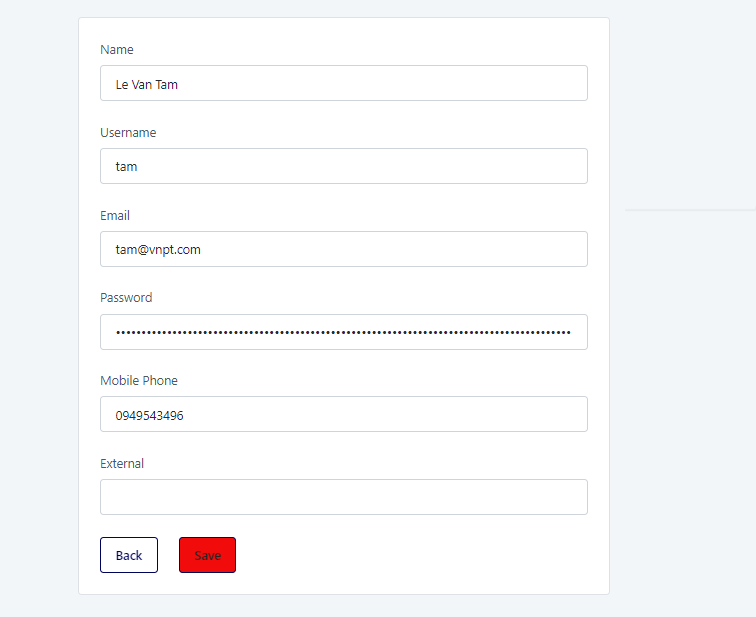 Name
Le Van Tam
Username
tam
Email
tam@vnpt.com
Password
Mobile Phone
0949543496
External
Back Save